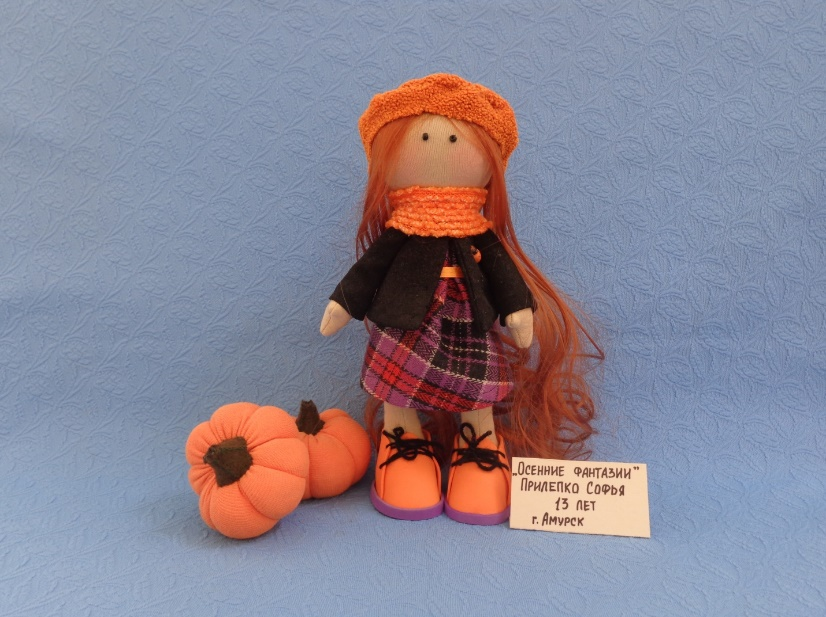 „Осенние фантазии"
Прилепко Софья
13 лет
г. Амурск